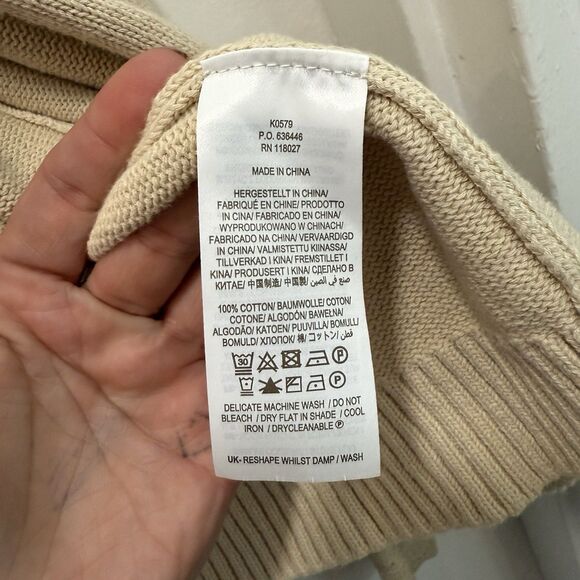 K0579
P.O. 636446
RN 118027
MADE IN CHINA
HERGESTELLT IN CHINA/
FABRIQUÉ EN CHINE/ PRODOTTO
IN CINA/ FABRICADO EN CHINA/
WYPRODUKOWANO W CHINACH/
FABRICADO NA CHINA/ VERVAARDIGD
IN CHINA/ VALMISTETTU KIINASSA/
TILLVERKAD I KINA/ FREMSTILLET I
KINA/ PRODUSERT I KINA/ СДЕЛАНО В
КИТАЕ/ 中国制造/ 中国製/ صنع في الصين
100% COTTON/ BAUMWOLLE/ COTON/
COTONE/ ALGODÓN/ BAWEŁNA/
ALGODÃO/ KATOEN/ PUUVILLA/ BOMULL/
BOMULD/ ХЛОПОК/ 棉/ コットン/ قطن
30 P
P
DELICATE MACHINE WASH / DO NOT
BLEACH / DRY FLAT IN SHADE / COOL
IRON / DRYCLEANABLE P
UK- RESHAPE WHILST DAMP / WASH